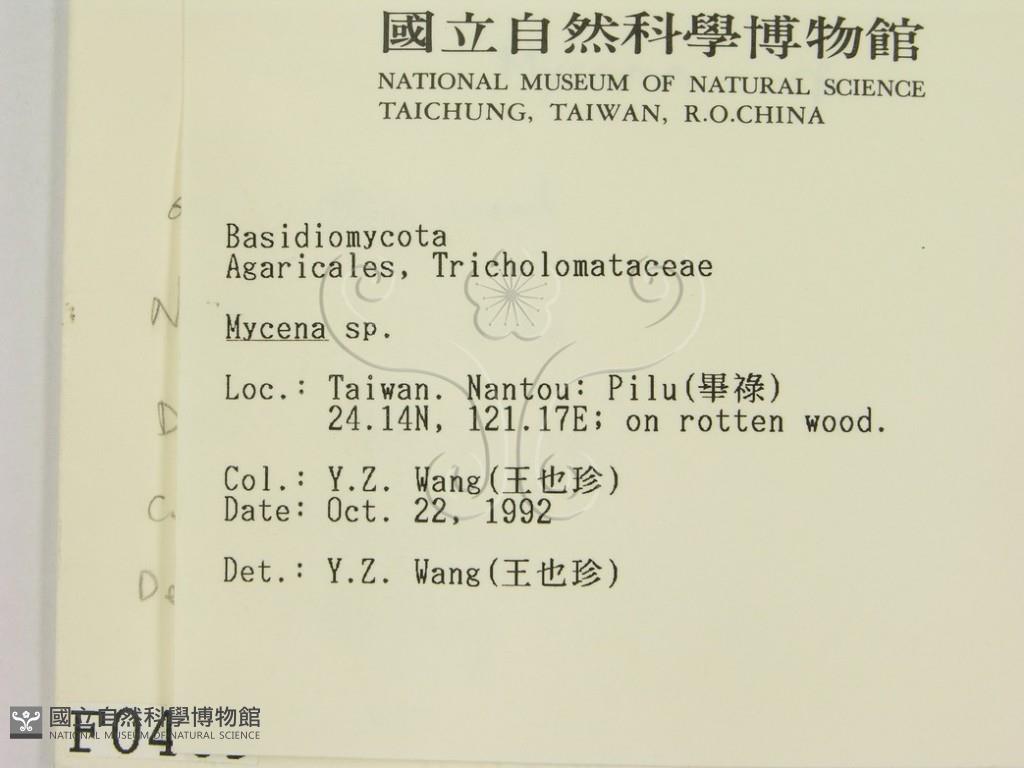 國立自然科學博物館
NATIONAL MUSEUM OF NATURAL SCIENCE
TAICHUNG, TAIWAN, R.O.CHINA
Basidiomycota
Agaricales, Tricholomataceae
Mycena sp.
Loc.: Taiwan. Nantou: Pilu(畢祿)
24.14N, 121.17E; on rotten wood.
Col.: Y.Z. Wang(王也珍)
Date: Oct. 22, 1992
Det.: Y.Z. Wang(王也珍)
N
D
C.
De
國立自然科學博物館
NATIONAL MUSEUM OF NATURAL SCIENCE
F04